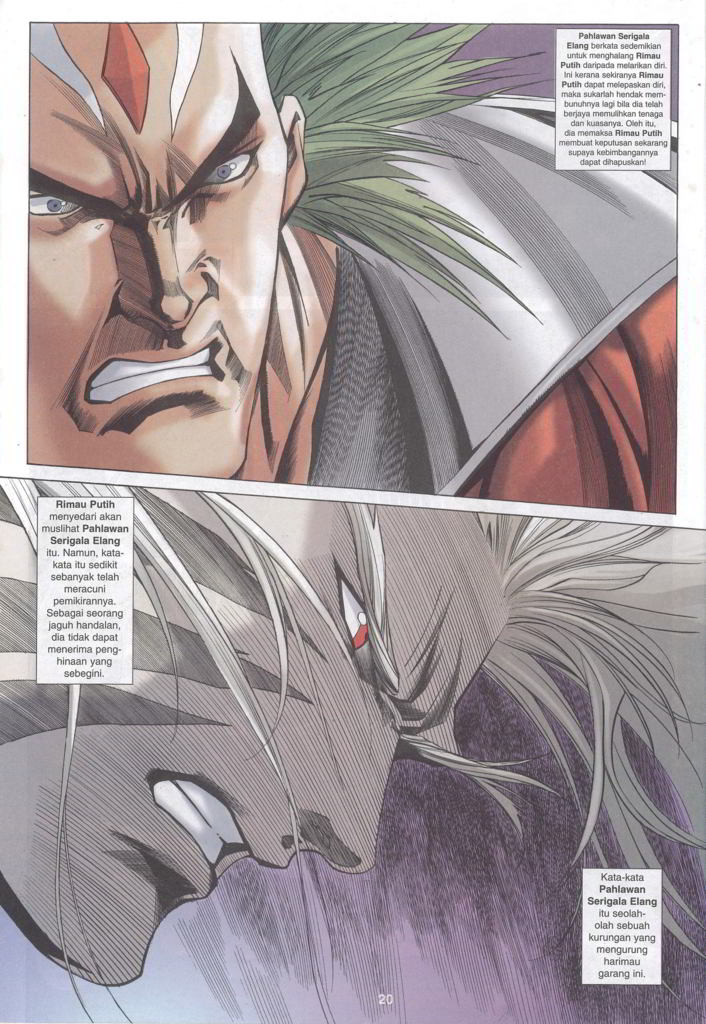 Pahlawan Serigala
Elang berkata sedemikian
untuk menghalang Rimau
Putih daripada melarikan diri.
Ini kerana sekiranya Rimau
Putih dapat melepaskan diri,
maka sukarlah hendak mem-
bunuhnya lagi bila dia telah
berjaya memulihkan tenaga
dan kuasanya. Oleh itu,
dia memaksa Rimau Putih
membuat keputusan sekarang
supaya kebimbangannya
dapat dihapuskan!
Rimau Putih
menyedari akan
muslihat Pahlawan
Serigala Elang
itu. Namun, kata-
kata itu sedikit
sebanyak telah
meracuni
pemikirannya.
Sebagai seorang
jaguh handalan,
dia tidak dapat
menerima peng-
hinaan yang
sebegini.
Kata-kata
Pahlawan
Serigala Elang
itu seolah-
olah sebuah
kurungan yang
mengurung
harimau
garang ini.
20